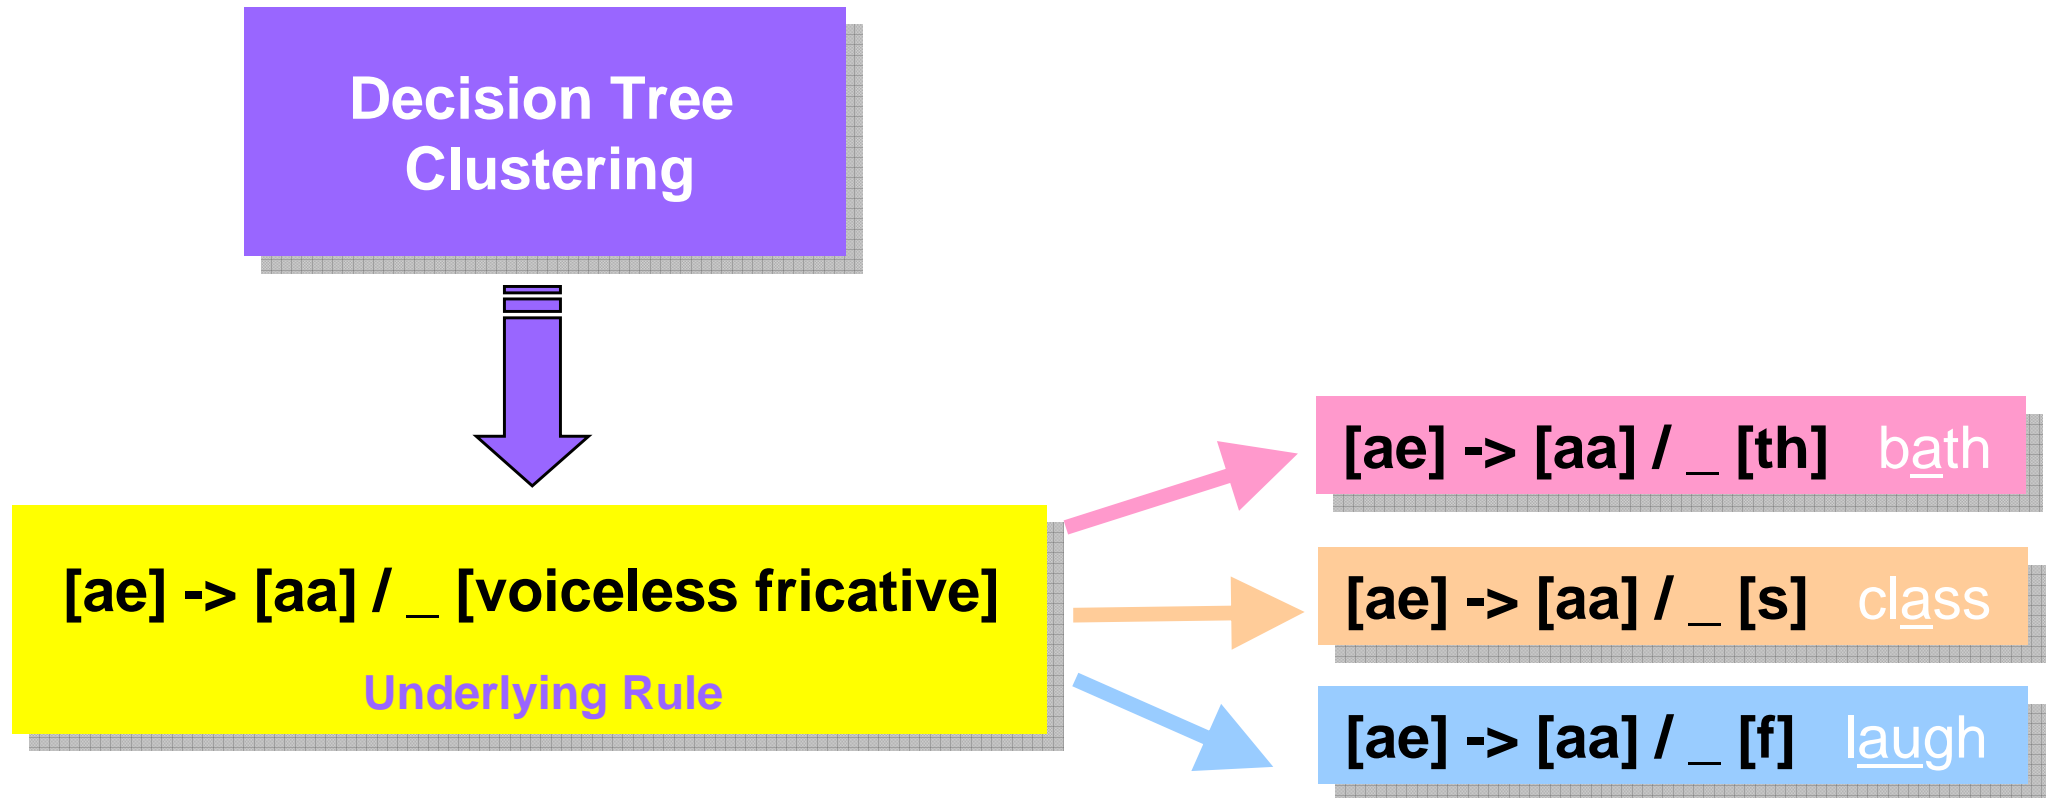 Decision Tree
Clustering
[ae] -> [aa] / _ [voiceless fricative]
Underlying Rule
[ae] -> [aa] / _ [th] bath
[ae] -> [aa] / _ [s] class
[ae] -> [aa] / _ [f] laugh